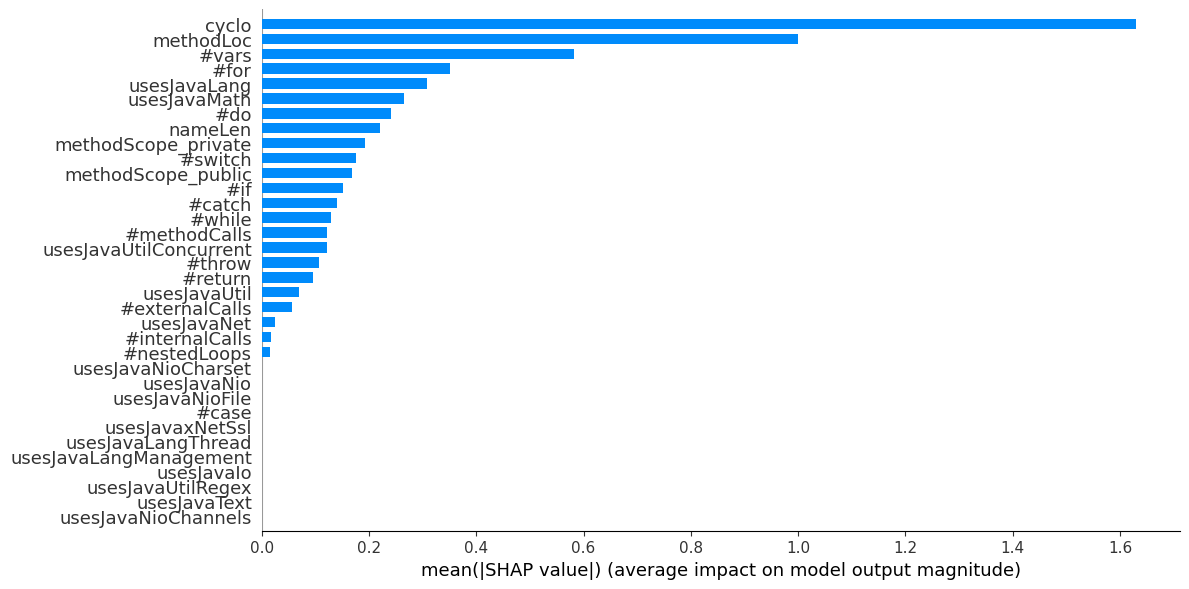 cyclo
methodLoc
#vars
#for
usesJavaLang
usesJavaMath
#do
nameLen
methodScope_private
#switch
methodScope_public
#if
#catch
#while
#methodCalls
usesJavaUtilConcurrent
#throw
#return
usesJavaUtil
#externalCalls
usesJavaNet
#internalCalls
#nestedLoops
usesJavaNioCharset
usesJavaNio
usesJavaNioFile
#case
usesJavaxNetSsl
usesJavaLangThread
usesJavaLangManagement
usesJavaIo
usesJavaUtilRegex
usesJavaText
usesJavaNioChannels
0.0 0.2 0.4 0.6 0.8 1.0 1.2 1.4 1.6
mean(|SHAP value|) (average impact on model output magnitude)